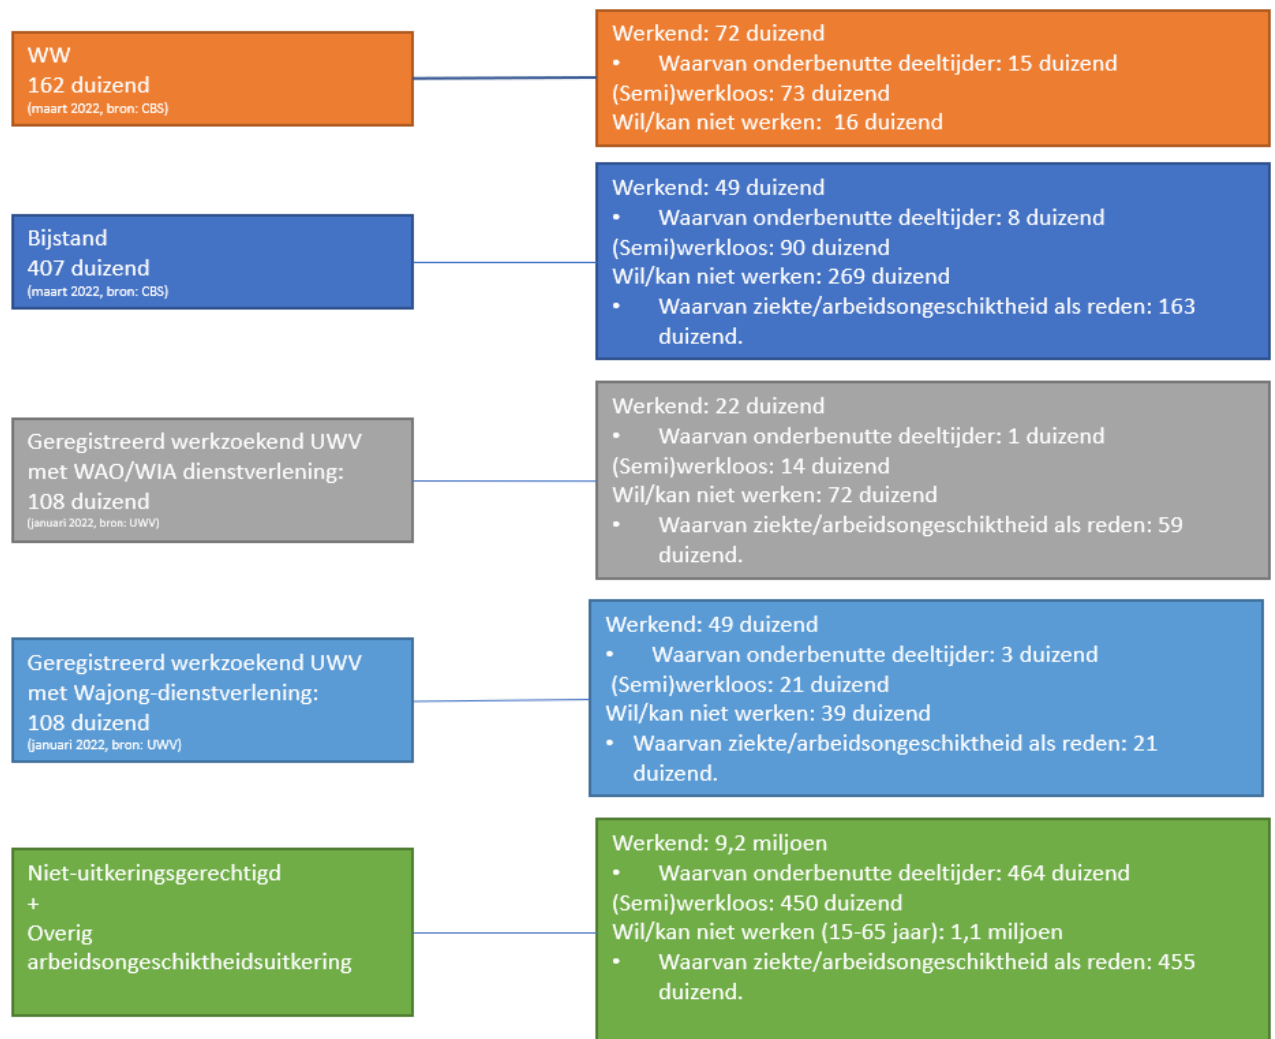 WW
162 duizend
(maart 2022, bron: CBS)
Werkend: 72 duizend
• Waarvan onderbenutte deeltijder: 15 duizend
(Semi)werkloos: 73 duizend
Wil/kan niet werken: 16 duizend
Bijstand
407 duizend
(maart 2022, bron: CBS)
Werkend: 49 duizend
• Waarvan onderbenutte deeltijder: 8 duizend
(Semi)werkloos: 90 duizend
Wil/kan niet werken: 269 duizend
• Waarvan ziekte/arbeidsongeschiktheid als reden: 163
duizend.
Geregistreerd werkzoekend UWV
met WAO/WIA dienstverlening:
108 duizend
(januari 2022, bron: UWV)
Werkend: 22 duizend
• Waarvan onderbenutte deeltijder: 1 duizend
(Semi)werkloos: 14 duizend
Wil/kan niet werken: 72 duizend
• Waarvan ziekte/arbeidsongeschiktheid als reden: 59
duizend.
Geregistreerd werkzoekend UWV
met Wajong-dienstverlening:
108 duizend
(januari 2022, bron: UWV)
Werkend: 49 duizend
• Waarvan onderbenutte deeltijder: 3 duizend
(Semi)werkloos: 21 duizend
Wil/kan niet werken: 39 duizend
• Waarvan ziekte/arbeidsongeschiktheid als reden: 21
duizend.
Niet-uitkeringsgerechtigd
+
Overig
arbeidsongeschiktheidsuitkering
Werkend: 9,2 miljoen
• Waarvan onderbenutte deeltijder: 464 duizend
(Semi)werkloos: 450 duizend
Wil/kan niet werken (15-65 jaar): 1,1 miljoen
• Waarvan ziekte/arbeidsongeschiktheid als reden: 455
duizend.